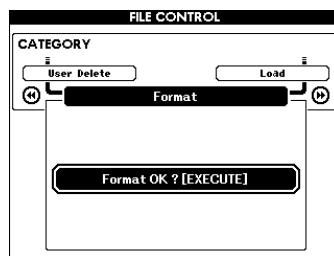 FILE CONTROL
CATEGORY
User Delete
Load
Format
Format OK ? [EXECUTE]